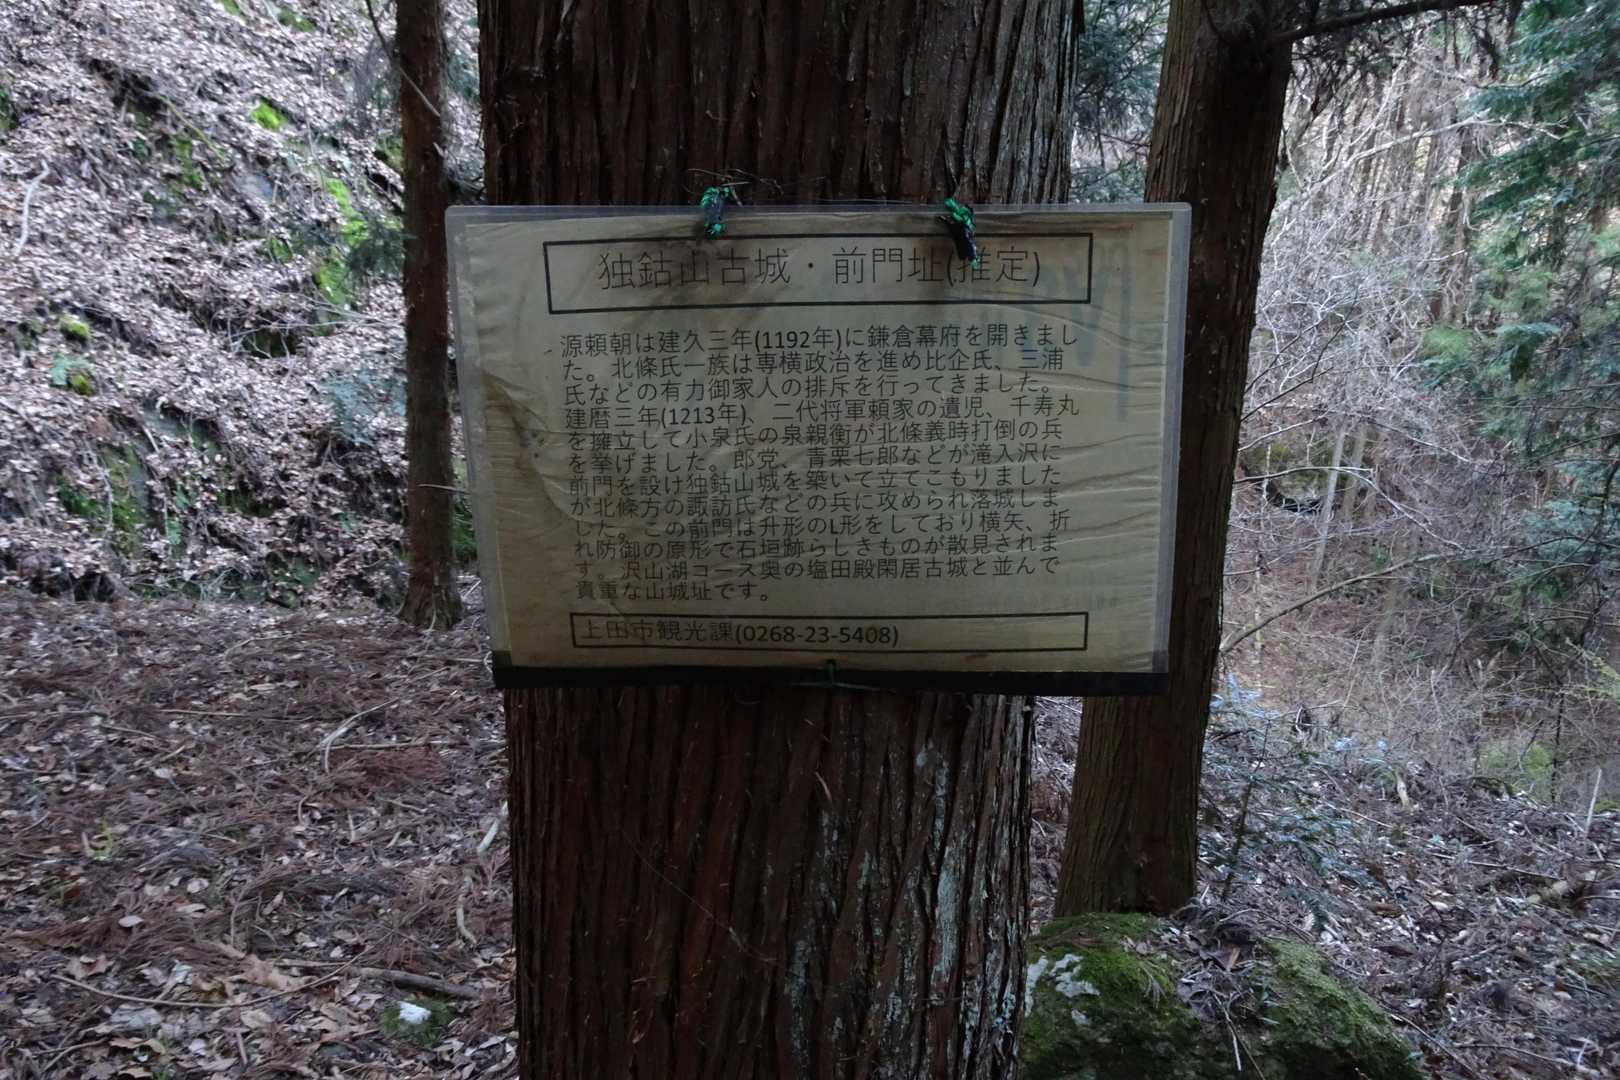 独鈷山古城・前門址(推定)
源頼朝は建久三年(1192年)に鎌倉幕府を開きまし
た。北條氏一族は専横政治を進め比企氏、三浦
氏などの有力御家人の排斥を行ってきました。
建暦三年(1213年)、二代将軍頼家の遺児、千寿丸
を擁立して小泉氏の泉親衡が北條義時打倒の兵
を挙げました。郎党、青栗七郎などが滝入沢に
前門を設け独鈷山城を築いて立てこもりました
が北條方の諏訪氏などの兵に攻められ落城しま
した。この前門は升形のL形をしており横矢、折
れ防御の原形で石垣跡らしきものが散見されま
す。沢山湖コース奥の塩田殿閑居古城と並んで
貴重な山城址です。
上田市観光課(0268-23-5408)